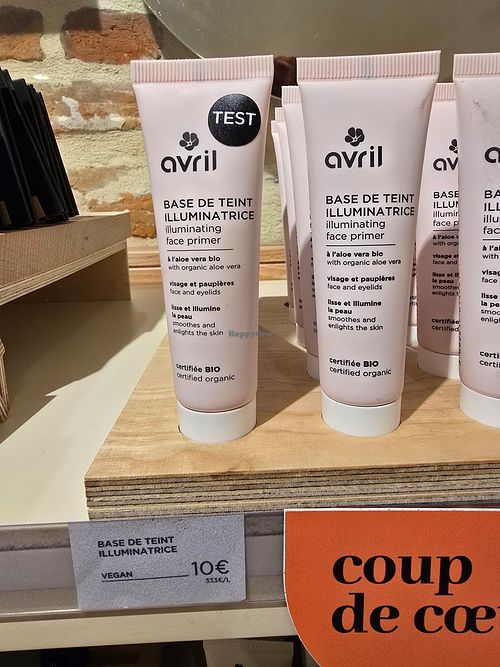 TEST
avril
BASE DE TEINT
ILLUMINATRICE
illuminating
face primer
à l'aloe vera bio
with organic aloe vera
visage et paupières
face and eyelids
lisse et illumine
la peau
smoothes and
enlights the skin
certifiée BIO
certified organic
avril
BASE DE TEINT
ILLUMINATRICE
illuminating
face primer
à l'aloe vera bio
with organic aloe vera
visage et paupières
face and eyelids
lisse et illumine
la peau
smoothes and
enlights the skin
certifiée BIO
certified organic
BASE DE TEINT
ILLUMINATRICE
VEGAN 10€
333€/L
coup
de cœ